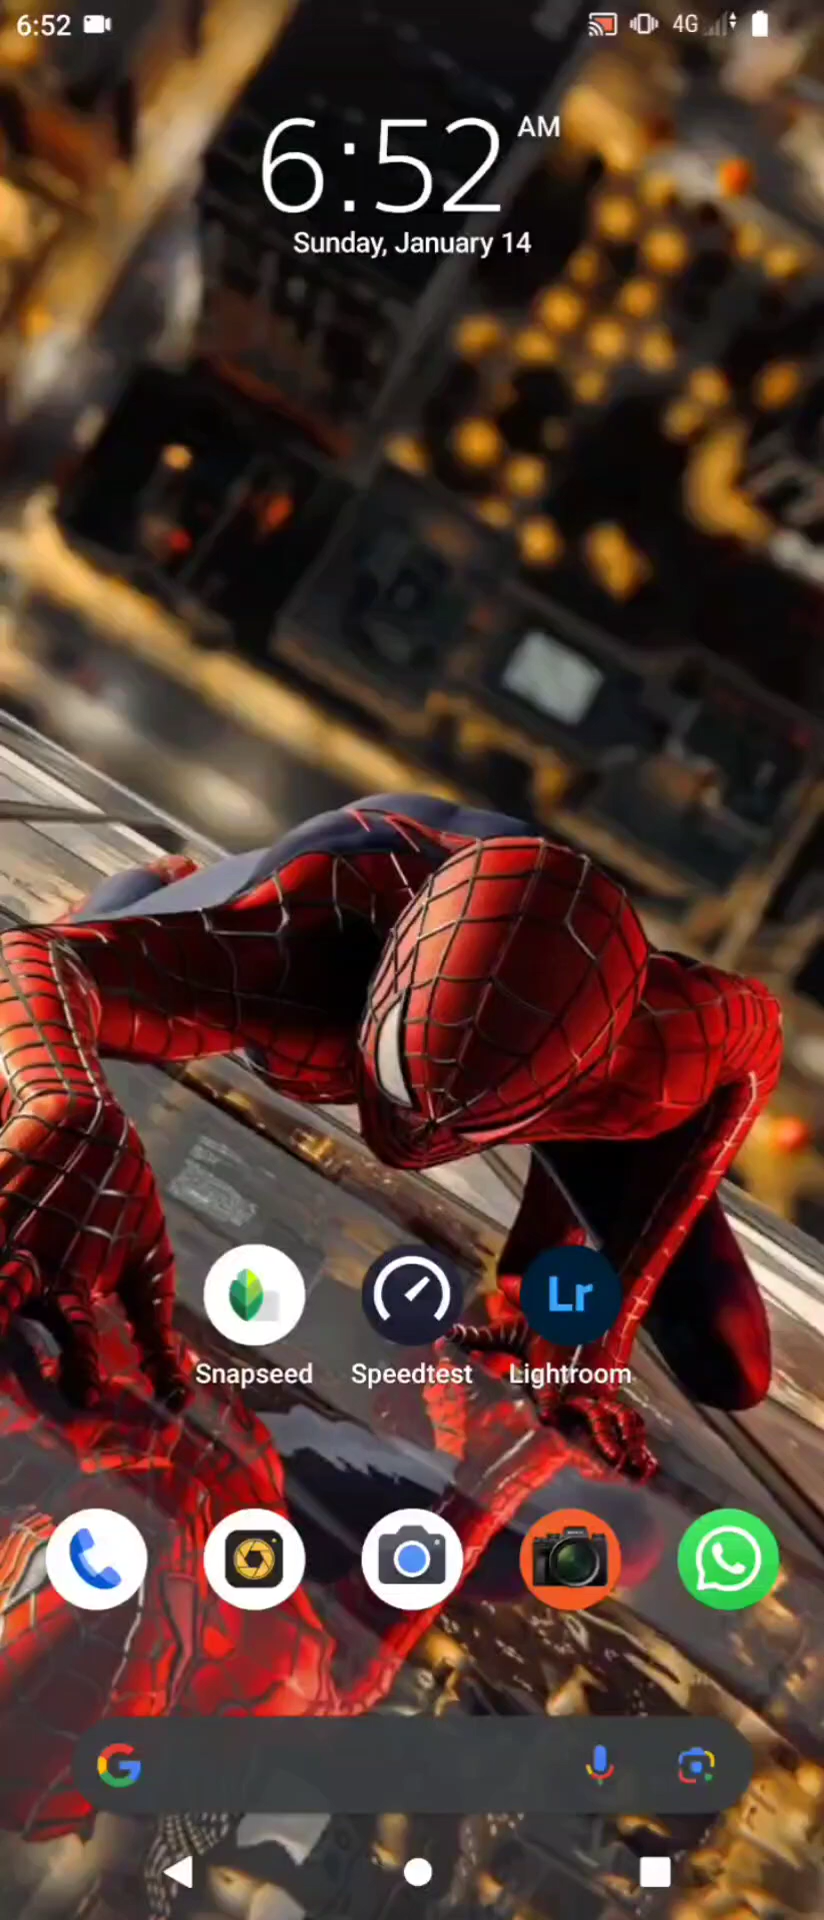 6:52
4G
6:52 AM
Sunday, January 14
Snapseed
Speedtest
Lr
Lightroom